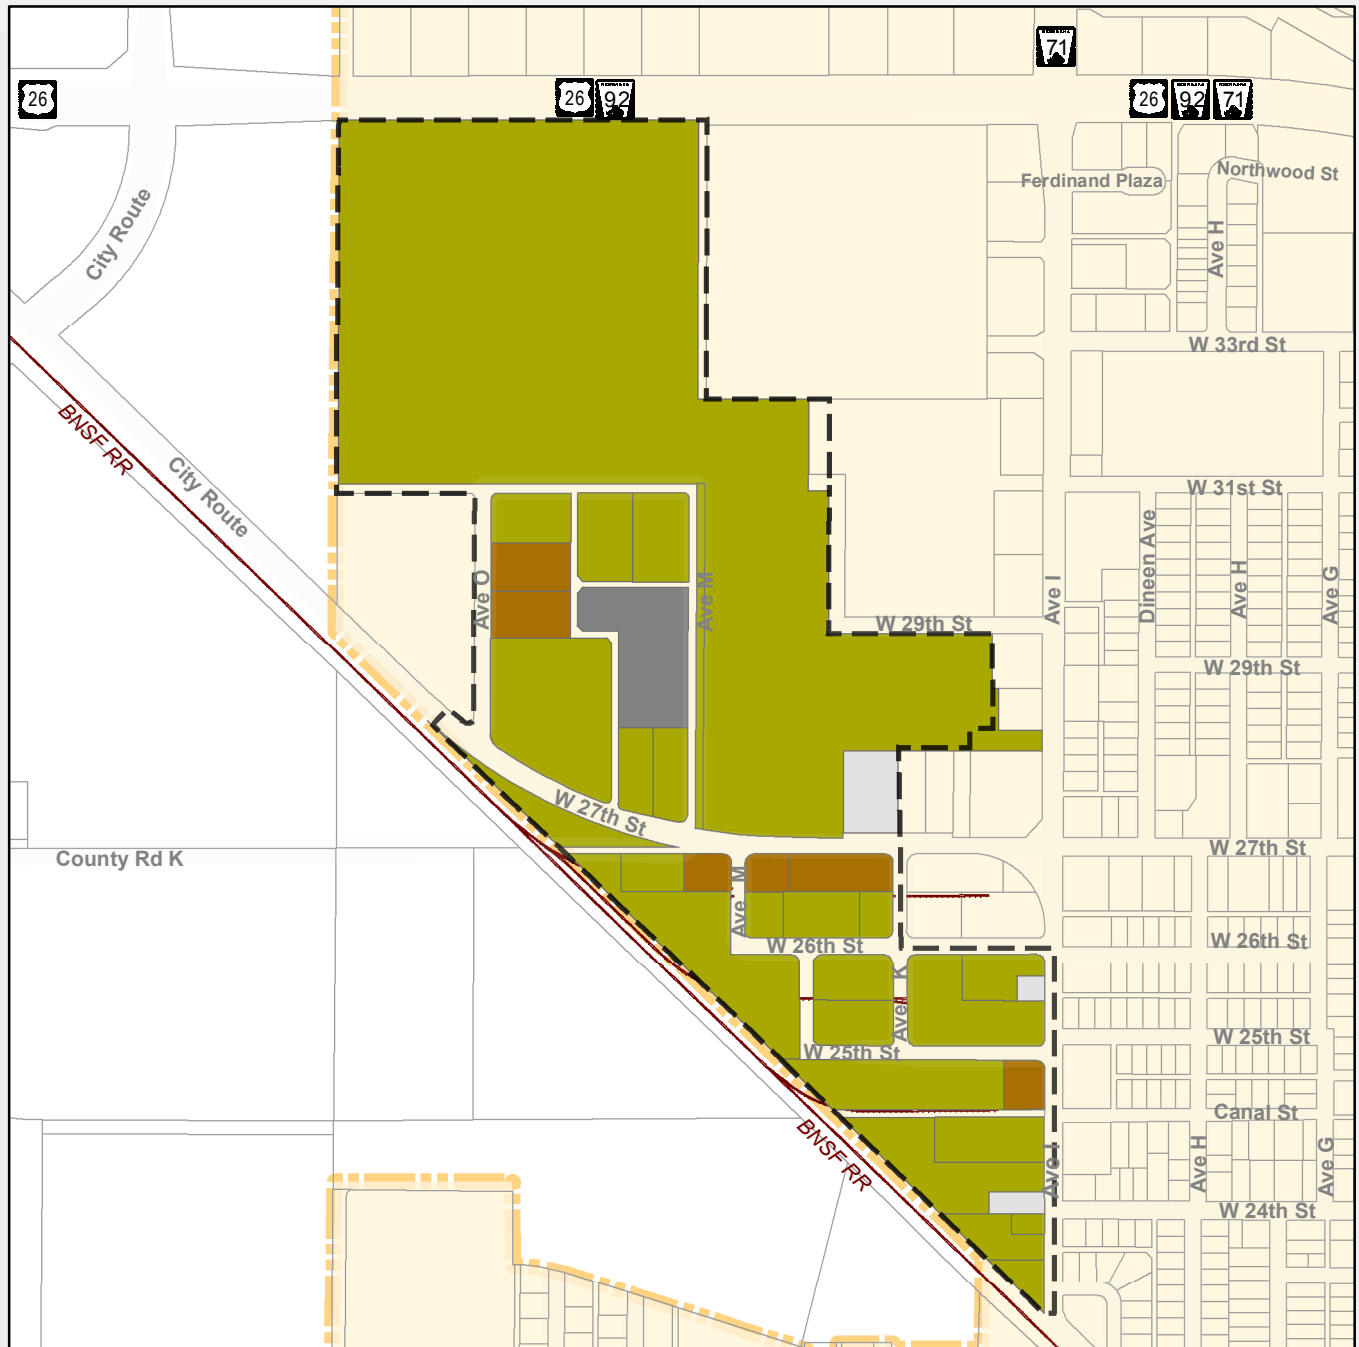 71
26
26
92
26
92
71
Northwood St
Ferdinand Plaza
City Route
Ave H
W 33rd St
BNSF RR
City Route
W 31st St
Dineen Ave
Ave O
Ave M
Ave I
Ave H
Ave G
W 29th St
W 29th St
W 27th St
W 27th St
County Rd K
Ave M
W 26th St
W 26th St
Ave K
W 25th St
W 25th St
Canal St
BNSF RR
Ave I
Ave H
Ave G
W 24th St